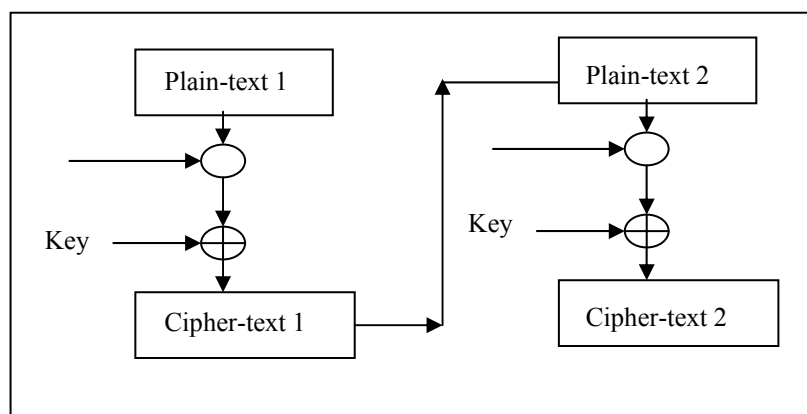 Plain-text 1
Plain-text 2
Key
Key
Cipher-text 1
Cipher-text 2